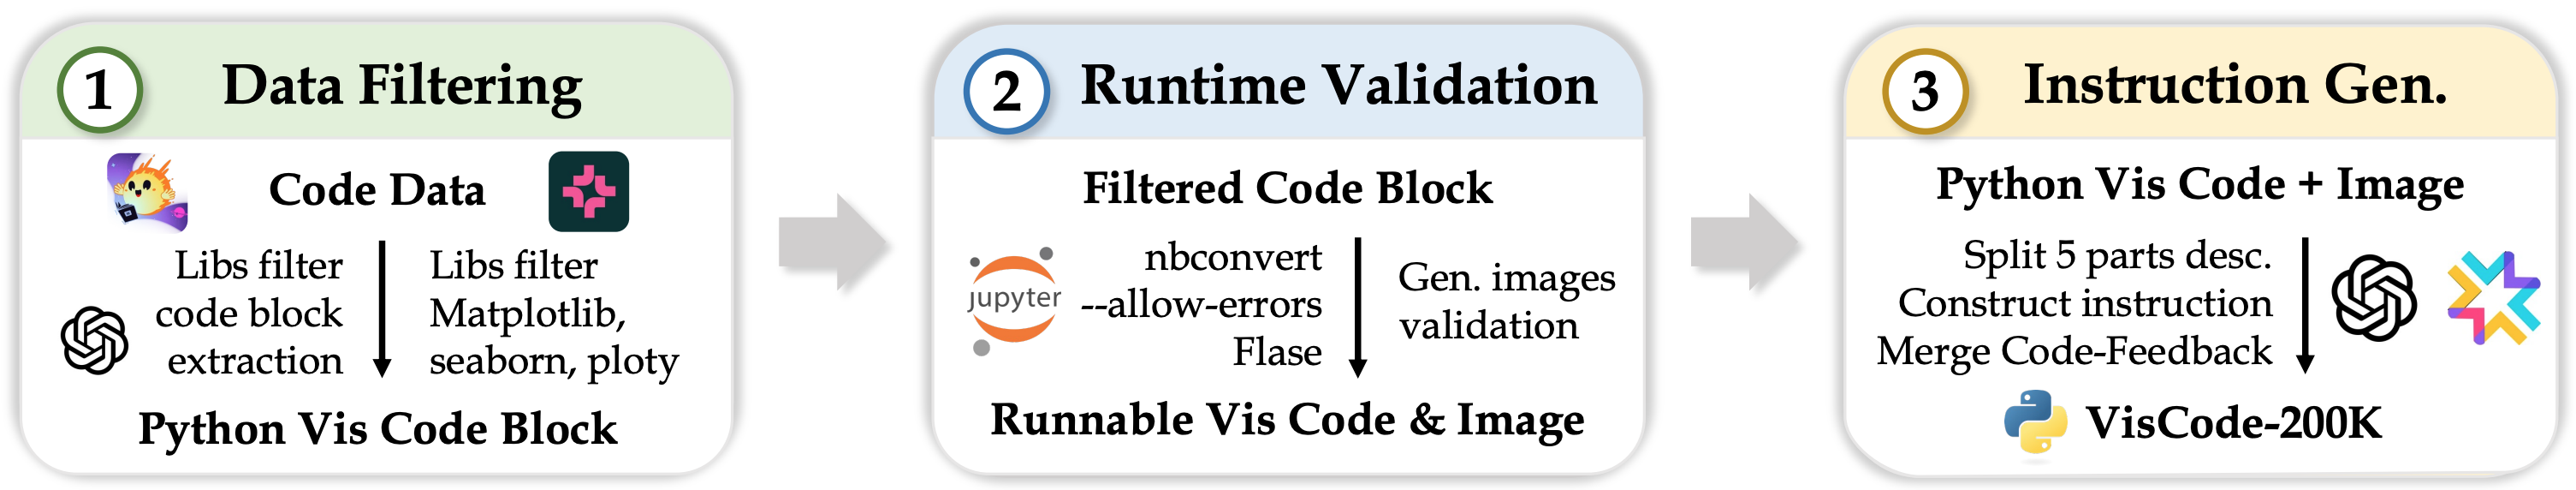 1 Data Filtering
Code Data
Libs filter
code block
extraction
Libs filter
Matplotlib,
seaborn, ploty
Python Vis Code Block
2 Runtime Validation
Filtered Code Block
jupyter
nbconvert
--allow-errors
Flase
Gen. images
validation
Runnable Vis Code & Image
3 Instruction Gen.
Python Vis Code + Image
Split 5 parts desc.
Construct instruction
Merge Code-Feedback
VisCode-200K